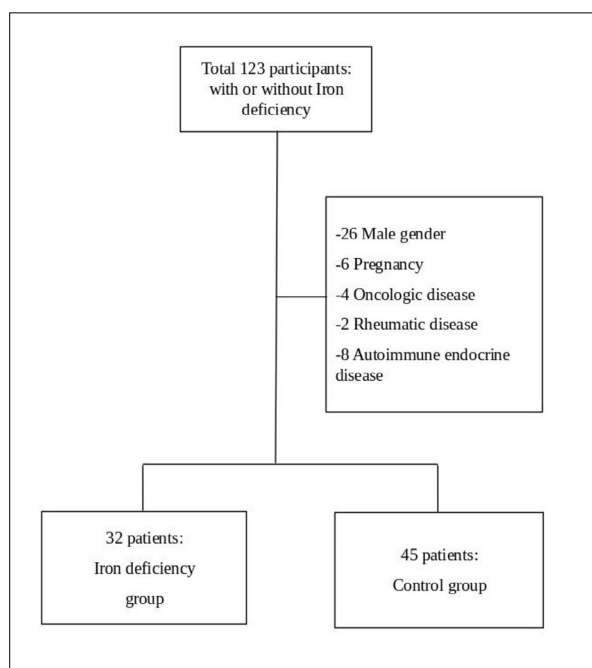 Total 123 participants:
with or without Iron
deficiency
-26 Male gender
-6 Pregnancy
-4 Oncologic disease
-2 Rheumatic disease
-8 Autoimmune endocrine
disease
32 patients:
Iron deficiency
group
45 patients:
Control group